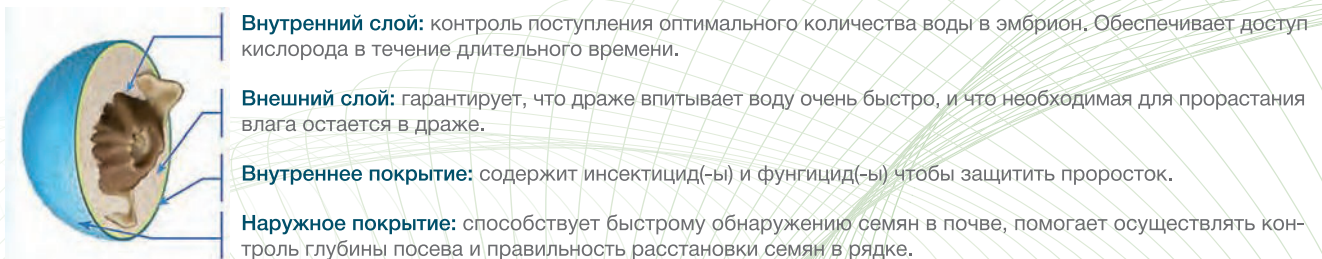 Внутренний слой: контроль поступления оптимального количества воды в эмбрион. Обеспечивает доступ
кислорода в течение длительного времени.
Внешний слой: гарантирует, что драже впитывает воду очень быстро, и что необходимая для прорастания
влага остается в драже.
Внутреннее покрытие: содержит инсектицид(-ы) и фунгицид(-ы) чтобы защитить проросток.
Наружное покрытие: способствует быстрому обнаружению семян в почве, помогает осуществлять кон-
троль глубины посева и правильность расстановки семян в рядке.